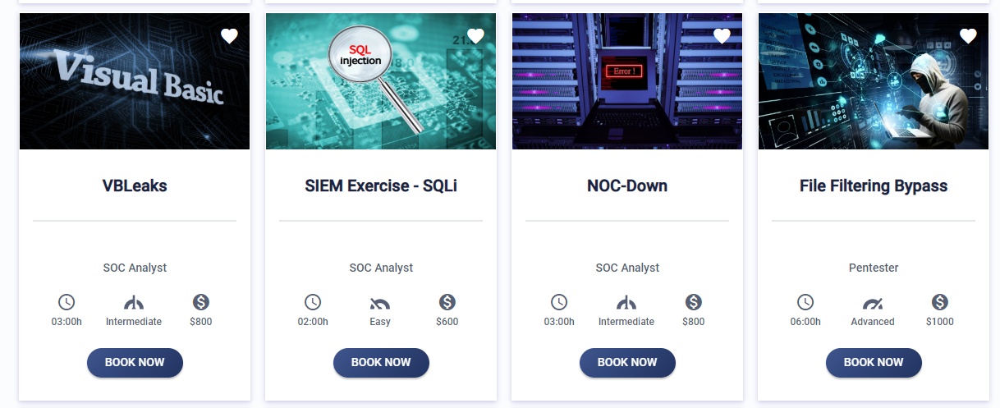 Visual Basic
VBLeaks
SOC Analyst
03:00h
Intermediate
$800
BOOK NOW
SQL
injection
SIEM Exercise - SQLi
SOC Analyst
02:00h
Easy
$600
BOOK NOW
Error !
NOC-Down
SOC Analyst
03:00h
Intermediate
$800
BOOK NOW
File Filtering Bypass
Pentester
06:00h
Advanced
$1000
BOOK NOW